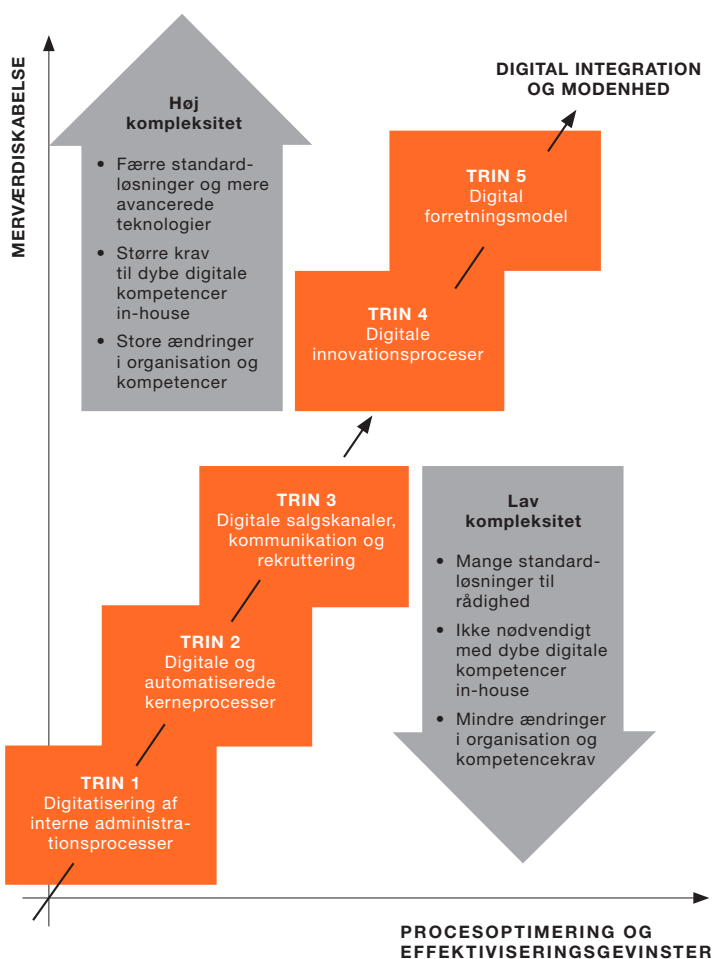 MERVÆRDISKABELSE
Høj
kompleksitet
• Færre standard-
løsninger og mere
avancerede
teknologier
• Større krav
til dybe digitale
kompetencer
in-house
• Store ændringer
i organisation og
kompetencer
DIGITAL INTEGRATION
OG MODENHED
TRIN 5
Digital
forretningsmodel
TRIN 4
Digitale
innovationsproceser
TRIN 3
Digitale salgskanaler,
kommunikation og
rekruttering
Lav
kompleksitet
• Mange standard-
løsninger til
rådighed
• Ikke nødvendigt
med dybe digitale
kompetencer
in-house
• Mindre ændringer
i organisation og
kompetencekrav
TRIN 2
Digitale og
automatiserede
kerneprocesser
TRIN 1
Digitatisering af
interne administra-
tionsprocesser
PROCESOPTIMERING OG
EFFEKTIVISERINGSGEVINSTER